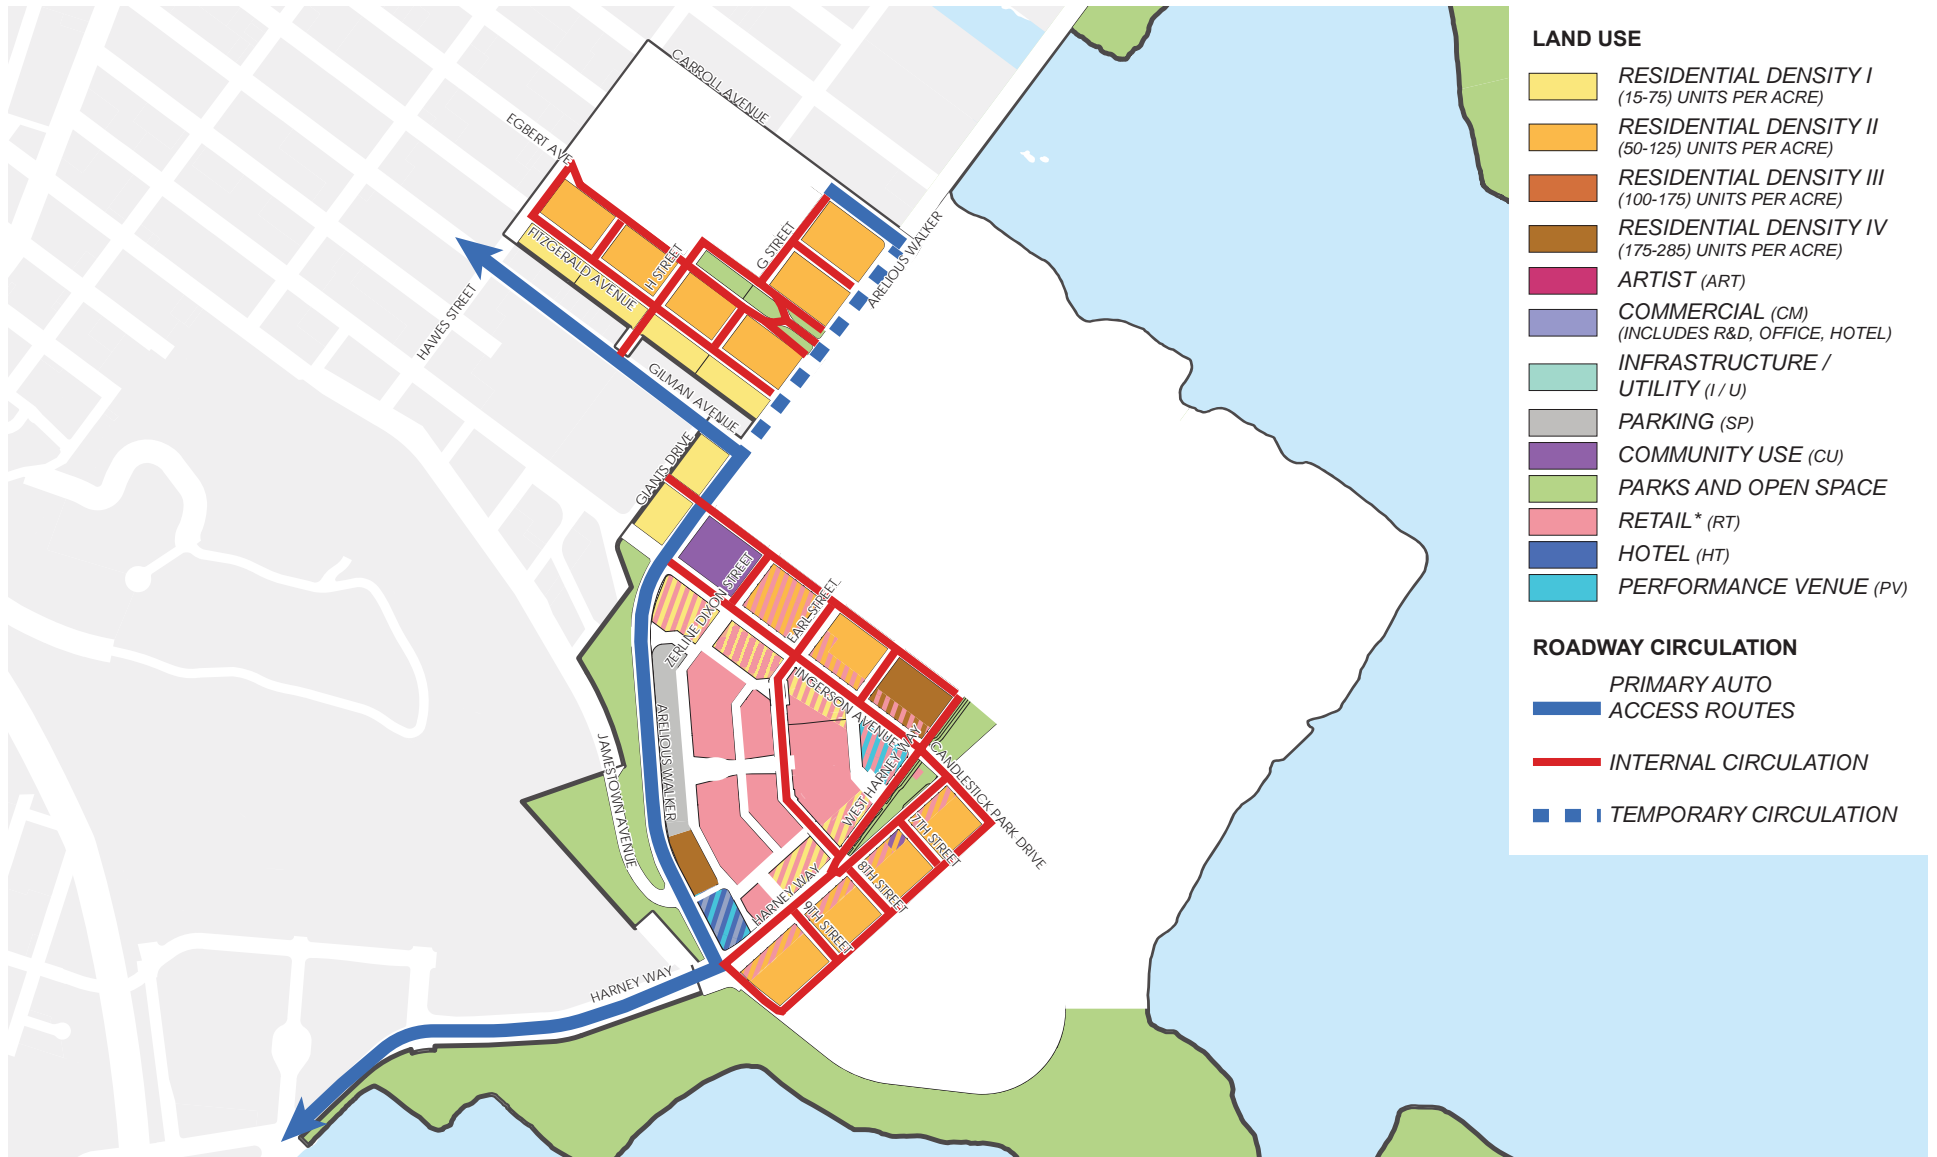 CARROLL AVENUE
EGBERT AVE
FITZGERALD AVENUE
H STREET
G STREET
ARELIOUS WALKER
HAWES STREET
GILMAN AVENUE
GIANTS DRIVE
ZERLINE DIXON STREET
EARL STREET
INGERSON AVENUE
ARELIOUS WALKER
JAMESTOWN AVENUE
WEST HARNEY WAY
CANDLESTICK PARK DRIVE
7TH STREET
8TH STREET
9TH STREET
HARNEY WAY
HARNEY WAY
LAND USE
RESIDENTIAL DENSITY I
(15-75) UNITS PER ACRE)
RESIDENTIAL DENSITY II
(50-125) UNITS PER ACRE)
RESIDENTIAL DENSITY III
(100-175) UNITS PER ACRE)
RESIDENTIAL DENSITY IV
(175-285) UNITS PER ACRE)
ARTIST (ART)
COMMERCIAL (CM)
(INCLUDES R&D, OFFICE, HOTEL)
INFRASTRUCTURE /
UTILITY (I / U)
PARKING (SP)
COMMUNITY USE (CU)
PARKS AND OPEN SPACE
RETAIL* (RT)
HOTEL (HT)
PERFORMANCE VENUE (PV)
ROADWAY CIRCULATION
PRIMARY AUTO
ACCESS ROUTES
INTERNAL CIRCULATION
TEMPORARY CIRCULATION